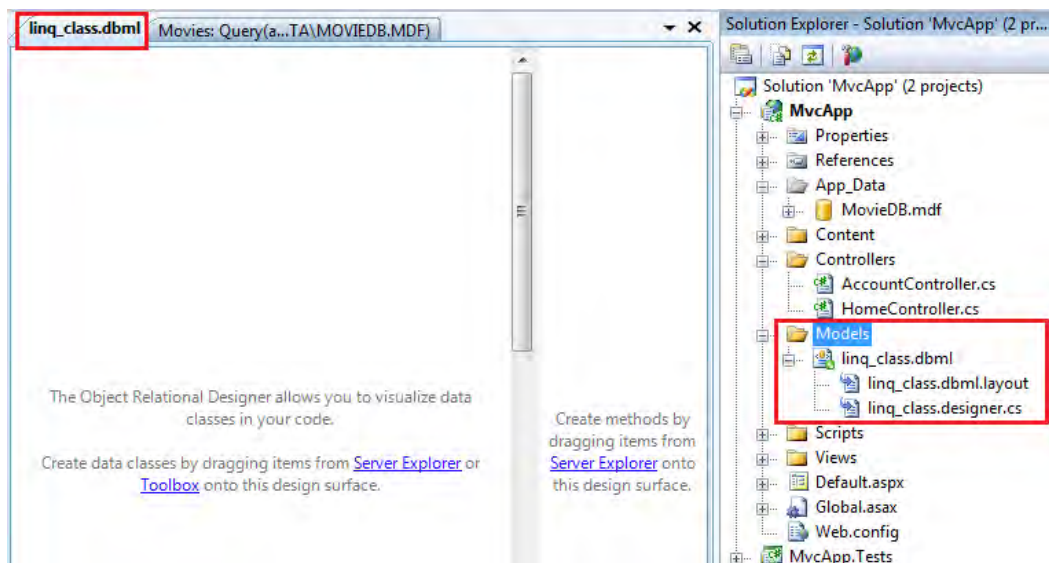 linq_class.dbml
Movies: Query(a...TA\MOVIEDB.MDF)
The Object Relational Designer allows you to visualize data
classes in your code.
Create data classes by dragging items from Server Explorer or
Toolbox onto this design surface.
Create methods by
dragging items from
Server Explorer onto
this design surface.
Solution Explorer - Solution 'MvcApp' (2 pr...
Solution 'MvcApp' (2 projects)
MvcApp
Properties
References
App_Data
MovieDB.mdf
Content
Controllers
AccountController.cs
HomeController.cs
Models
linq_class.dbml
linq_class.dbml.layout
linq_class.designer.cs
Scripts
Views
Default.aspx
Global.asax
Web.config
MvcApp.Tests